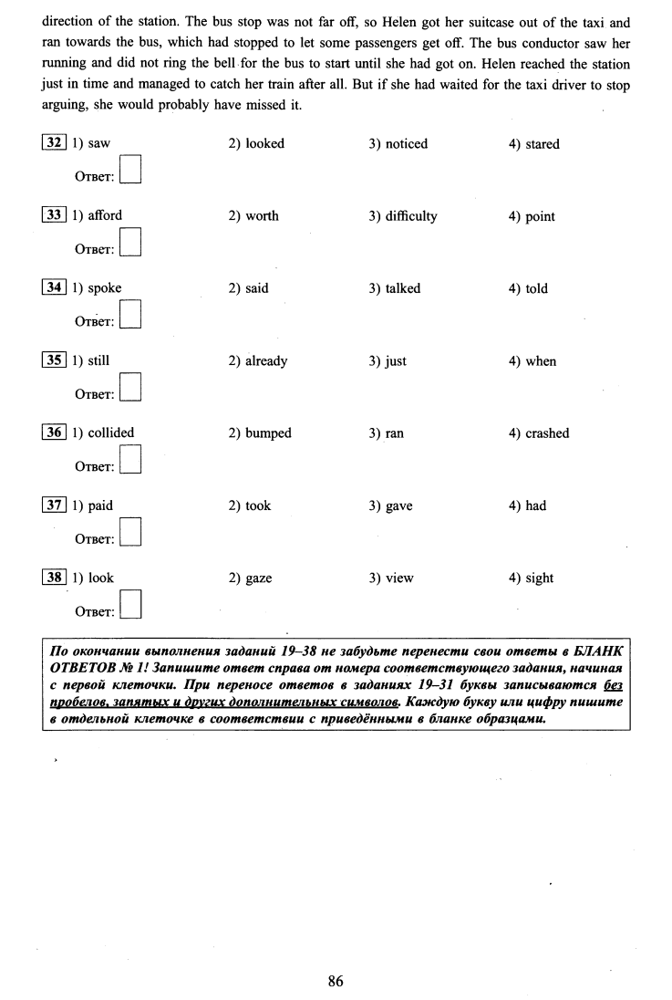 direction of the station. The bus stop was not far off, so Helen got her suitcase out of the taxi and
ran towards the bus, which had stopped to let some passengers get off. The bus conductor saw her
running and did not ring the bell for the bus to start until she had got on. Helen reached the station
just in time and managed to catch her train after all. But if she had waited for the taxi driver to stop
arguing, she would probably have missed it.
32 1) saw 2) looked 3) noticed 4) stared
Ответ:
33 1) afford 2) worth 3) difficulty 4) point
Ответ:
34 1) spoke 2) said 3) talked 4) told
Ответ:
35 1) still 2) already 3) just 4) when
Ответ:
36 1) collided 2) bumped 3) ran 4) crashed
Ответ:
37 1) paid 2) took 3) gave 4) had
Ответ:
38 1) look 2) gaze 3) view 4) sight
Ответ:
По окончании выполнения заданий 19–38 не забудьте перенести свои ответы в БЛАНК
ОТВЕТОВ № 1! Запишите ответ справа от номера соответствующего задания, начиная
с первой клеточки. При переносе ответов в заданиях 19–31 буквы записываются без
пробелов, запятых и других дополнительных символов. Каждую букву или цифру пишите
в отдельной клеточке в соответствии с приведёнными в бланке образцами.
86